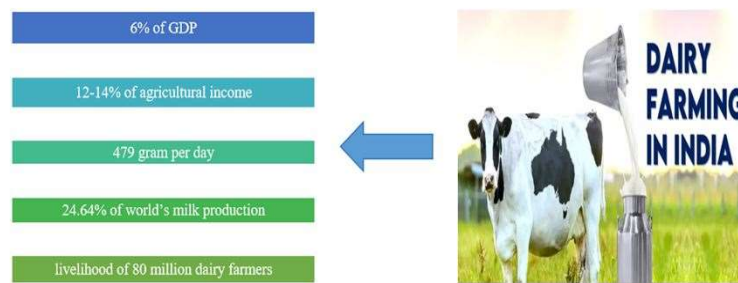 6% of GDP
12-14% of agricultural income
479 gram per day
24.64% of world's milk production
livelihood of 80 million dairy farmers
DAIRY
FARMING
IN INDIA